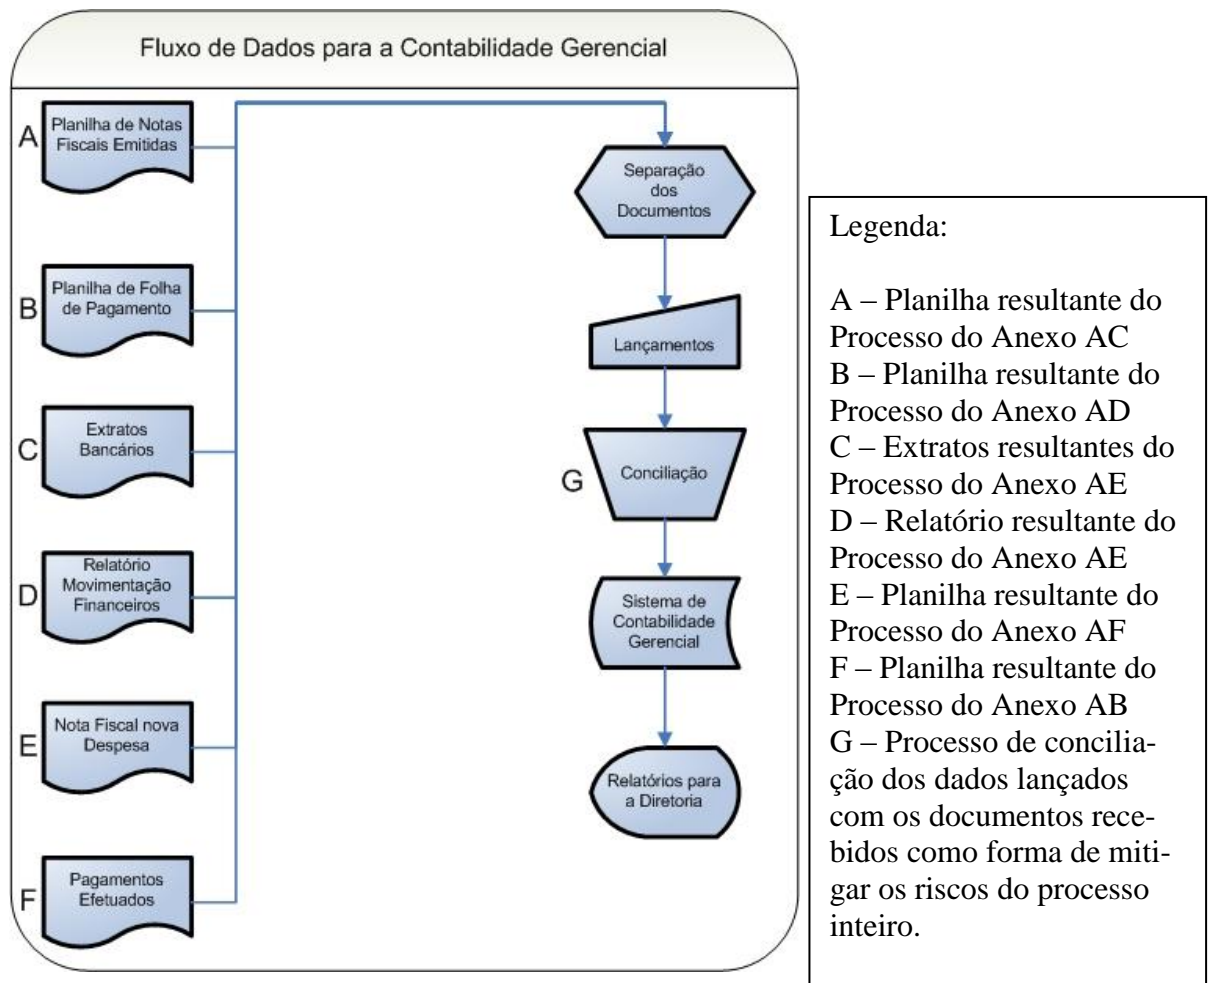 Fluxo de Dados para a Contabilidade Gerencial
A
Planilha de Notas
Fiscais Emitidas
B
Planilha de Folha
de Pagamento
C
Extratos
Bancários
D
Relatório
Movimentação
Financeiros
E
Nota Fiscal nova
Despesa
F
Pagamentos
Efetuados
Separação
dos
Documentos
Lançamentos
G
Conciliação
Sistema de
Contabilidade
Gerencial
Relatórios para
a Diretoria
Legenda:
A – Planilha resultante do
Processo do Anexo AC
B – Planilha resultante do
Processo do Anexo AD
C – Extratos resultantes do
Processo do Anexo AE
D – Relatório resultante do
Processo do Anexo AE
E – Planilha resultante do
Processo do Anexo AF
F – Planilha resultante do
Processo do Anexo AB
G – Processo de concilia-
ção dos dados lançados
com os documentos rece-
bidos como forma de miti-
gar os riscos do processo
inteiro.